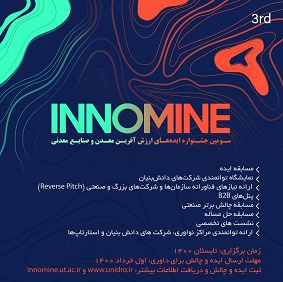 3rd
INNOMINE
سومین جشنواره ایده‌های ارزش آفرین معدن و صنایع معدنی
مسابقه ایده
نمایشگاه توانمندی شرکت‌های دانش‌بنیان
ارائه نیازهای فناورانه سازمان‌ها و شرکت‌های بزرگ و صنعتی (Reverse Pitch)
پنل‌های B2B
مسابقه چالش برتر صنعتی
مسابقه حل مساله
نشست های تخصصی
ارائه توانمندی مراکز نوآوری، شرکت های دانش بنیان و استارتاپ‌ها
زمان برگزاری: تابستان ۱۴۰۰
مهلت ارسال ایده و چالش برای داوری: اول خرداد ۱۴۰۰
ثبت ایده و چالش و دریافت اطلاعات بیشتر: www.unidro.ir و innomine.ut.ac.ir